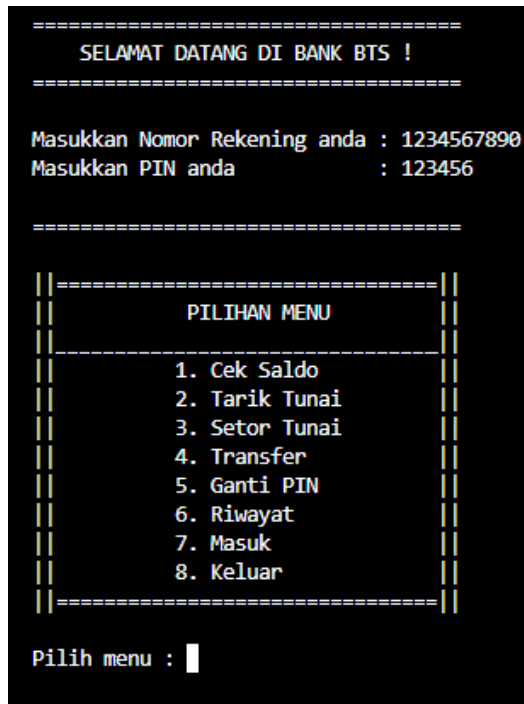 ====================================
SELAMAT DATANG DI BANK BTS !
====================================
Masukkan Nomor Rekening anda : 1234567890
Masukkan PIN anda : 123456
====================================
||================================||
|| PILIHAN MENU ||
||________________________________||
|| 1. Cek Saldo ||
|| 2. Tarik Tunai ||
|| 3. Setor Tunai ||
|| 4. Transfer ||
|| 5. Ganti PIN ||
|| 6. Riwayat ||
|| 7. Masuk ||
|| 8. Keluar ||
||================================||
Pilih menu :